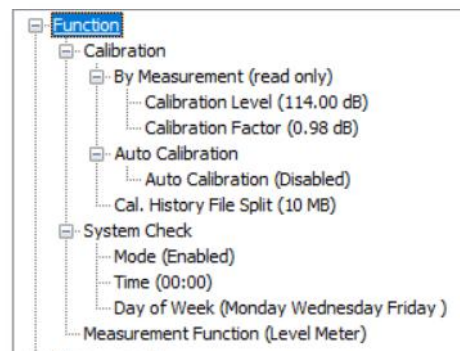 Function
Calibration
By Measurement (read only)
Calibration Level (114.00 dB)
Calibration Factor (0.98 dB)
Auto Calibration
Auto Calibration (Disabled)
Cal. History File Split (10 MB)
System Check
Mode (Enabled)
Time (00:00)
Day of Week (Monday Wednesday Friday )
Measurement Function (Level Meter)